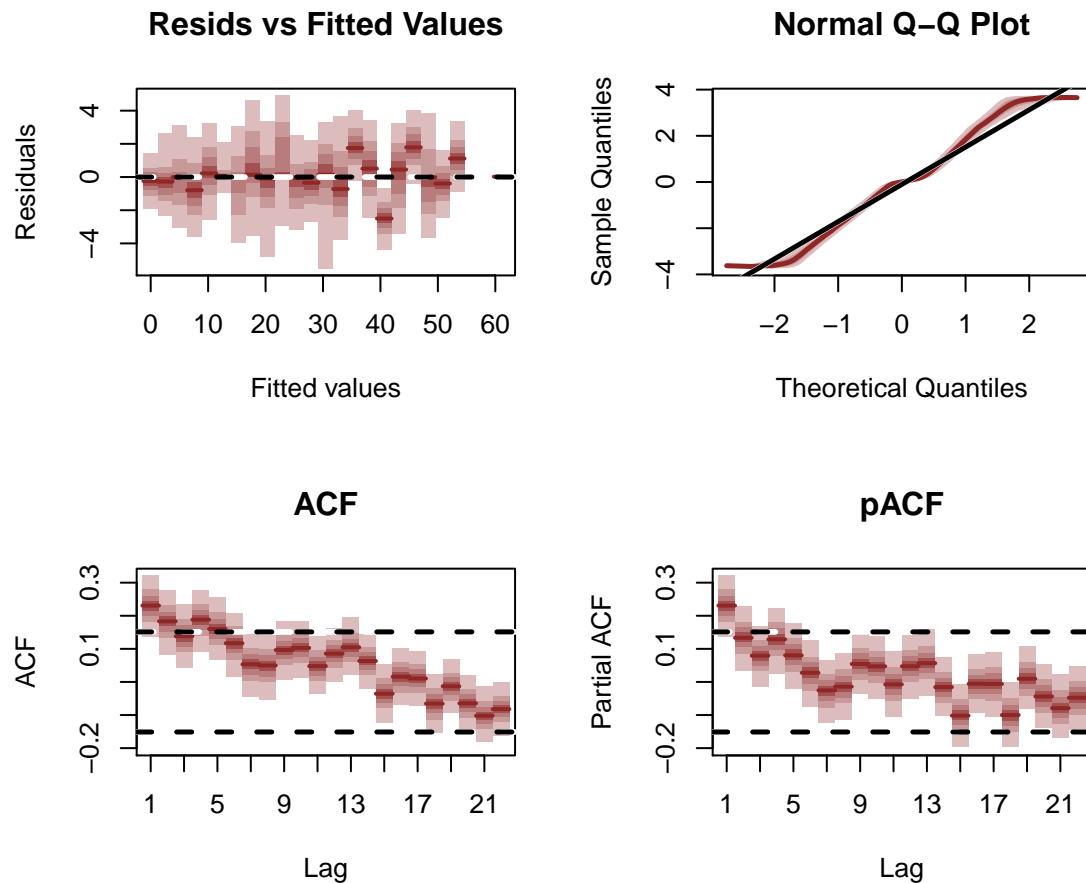 Resids vs Fitted Values
Residuals
4
0
−4
0 10 20 30 40 50 60
Fitted values
Normal Q−Q Plot
Sample Quantiles
4
2
0
−4
−2 −1 0 1 2
Theoretical Quantiles
ACF
ACF
0.3
0.1
−0.2
1 5 9 13 17 21
Lag
pACF
Partial ACF
0.3
0.1
−0.2
1 5 9 13 17 21
Lag